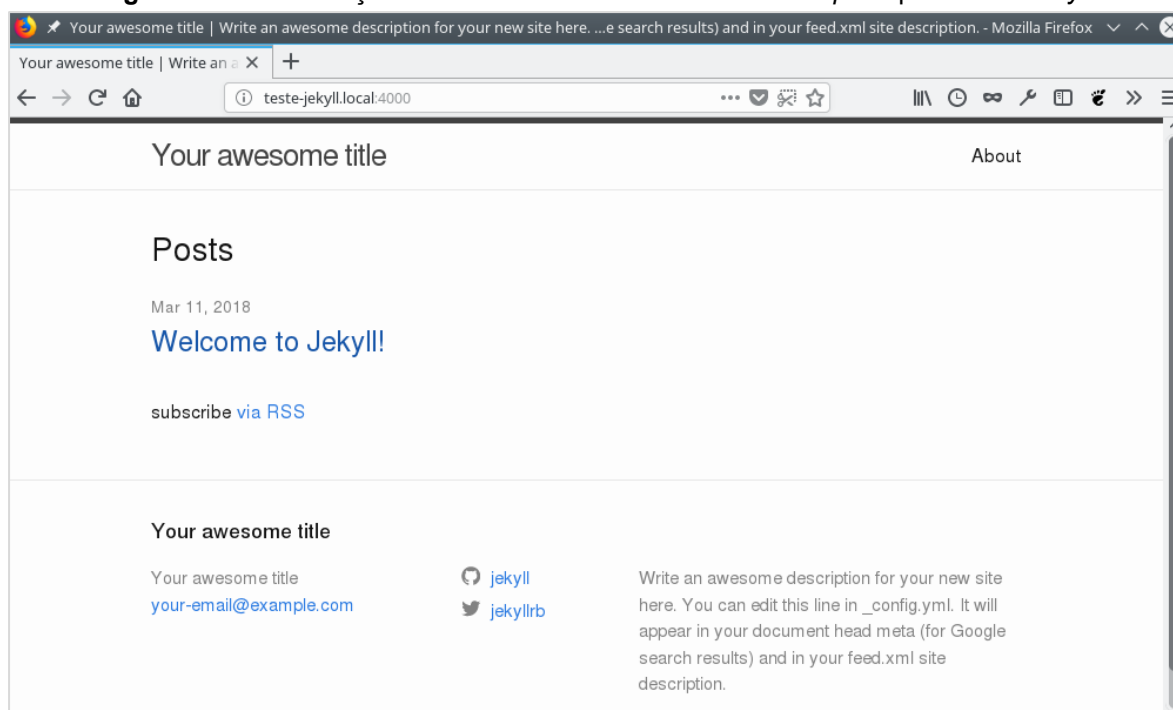 Your awesome title | Write an awesome description for your new site here. ...e search results) and in your feed.xml site description. - Mozilla Firefox
Your awesome title | Write an a
teste-jekyll.local:4000
Your awesome title
About
Posts
Mar 11, 2018
Welcome to Jekyll!
subscribe via RSS
Your awesome title
Your awesome title
your-email@example.com
jekyll
jekyllrb
Write an awesome description for your new site
here. You can edit this line in _config.yml. It will
appear in your document head meta (for Google
search results) and in your feed.xml site
description.